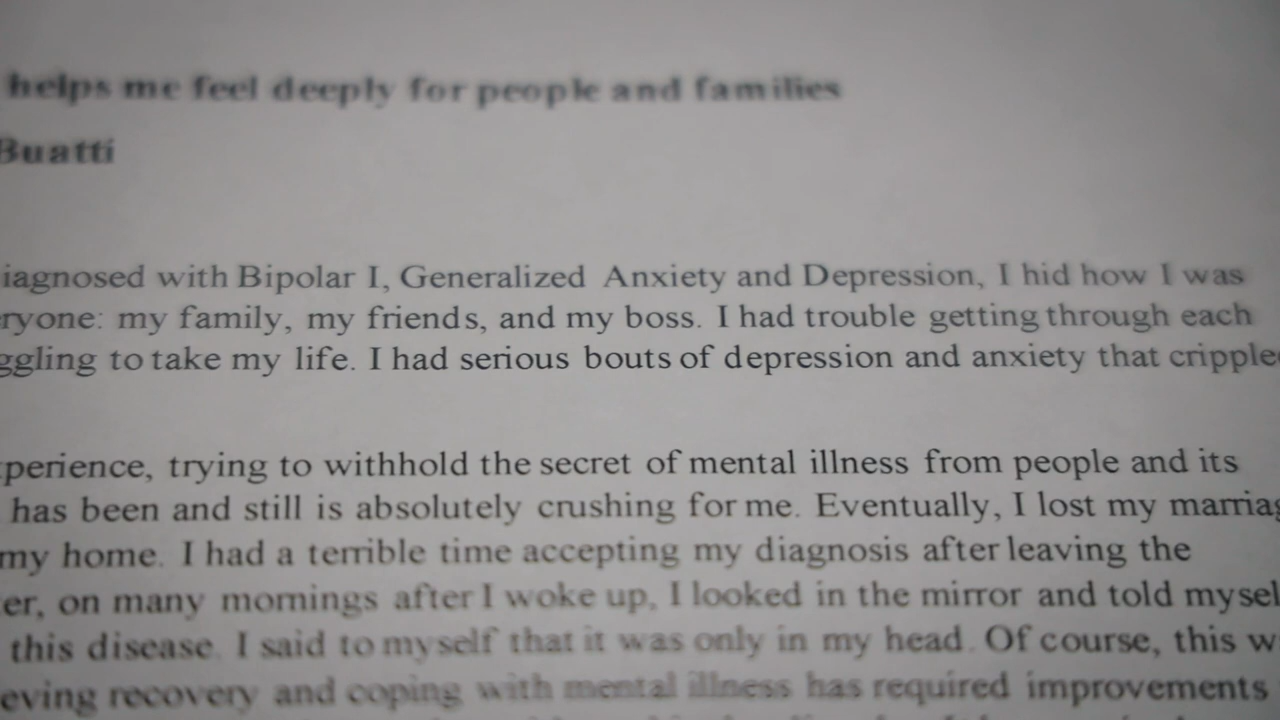 helps me feel deeply for people and families
Buatti
iagnosed with Bipolar I, Generalized Anxiety and Depression, I hid how I was
ryone: my family, my friends, and my boss. I had trouble getting through each
ggling to take my life. I had serious bouts of depression and anxiety that cripple
perience, trying to withhold the secret of mental illness from people and its
has been and still is absolutely crushing for me. Eventually, I lost my marriag
my home. I had a terrible time accepting my diagnosis after leaving the
er, on many mornings after I woke up, I looked in the mirror and told mysel
this disease. I said to myself that it was only in my head. Of course, this w
eving recovery and coping with mental illness has required improvements